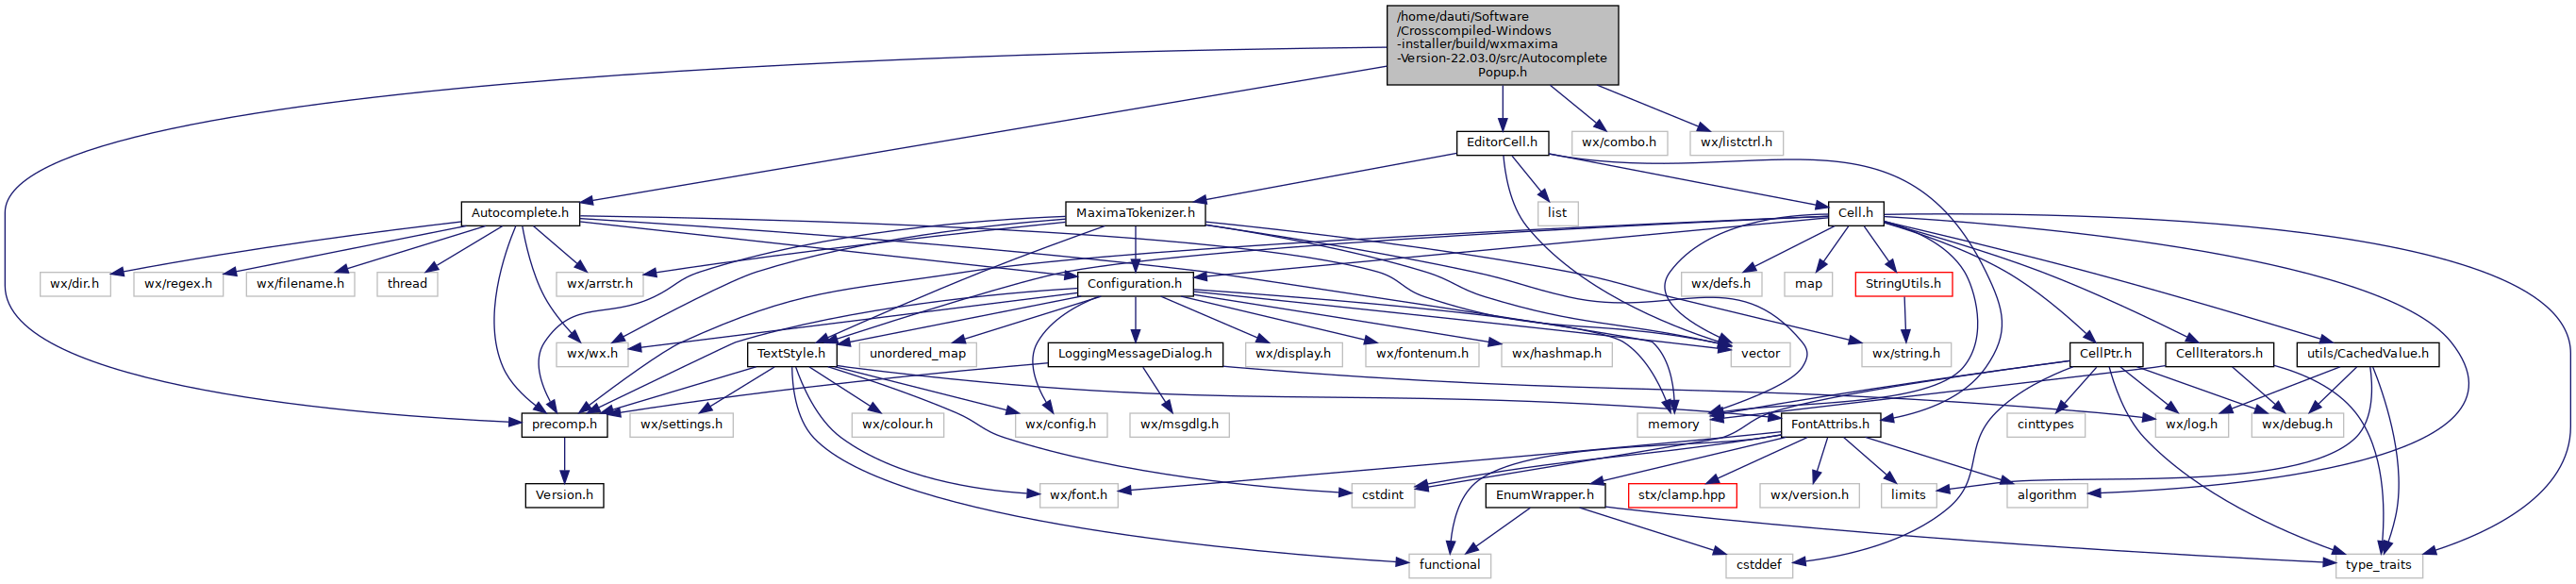 /home/dauti/Software
/Crosscompiled-Windows
-installer/build/wxmaxima
-Version-22.03.0/src/Autocomplete
Popup.h
EditorCell.h
wx/combo.h
wx/listctrl.h
Autocomplete.h
MaximaTokenizer.h
list
Cell.h
wx/dir.h
wx/regex.h
wx/filename.h
thread
wx/arrstr.h
Configuration.h
wx/defs.h
map
StringUtils.h
wx/wx.h
TextStyle.h
unordered_map
LoggingMessageDialog.h
wx/display.h
wx/fontenum.h
wx/hashmap.h
vector
wx/string.h
CellPtr.h
CellIterators.h
utils/CachedValue.h
precomp.h
wx/settings.h
wx/colour.h
wx/config.h
wx/msgdlg.h
memory
FontAttribs.h
cinttypes
wx/log.h
wx/debug.h
Version.h
wx/font.h
cstdint
EnumWrapper.h
stx/clamp.hpp
wx/version.h
limits
algorithm
functional
cstddef
type_traits